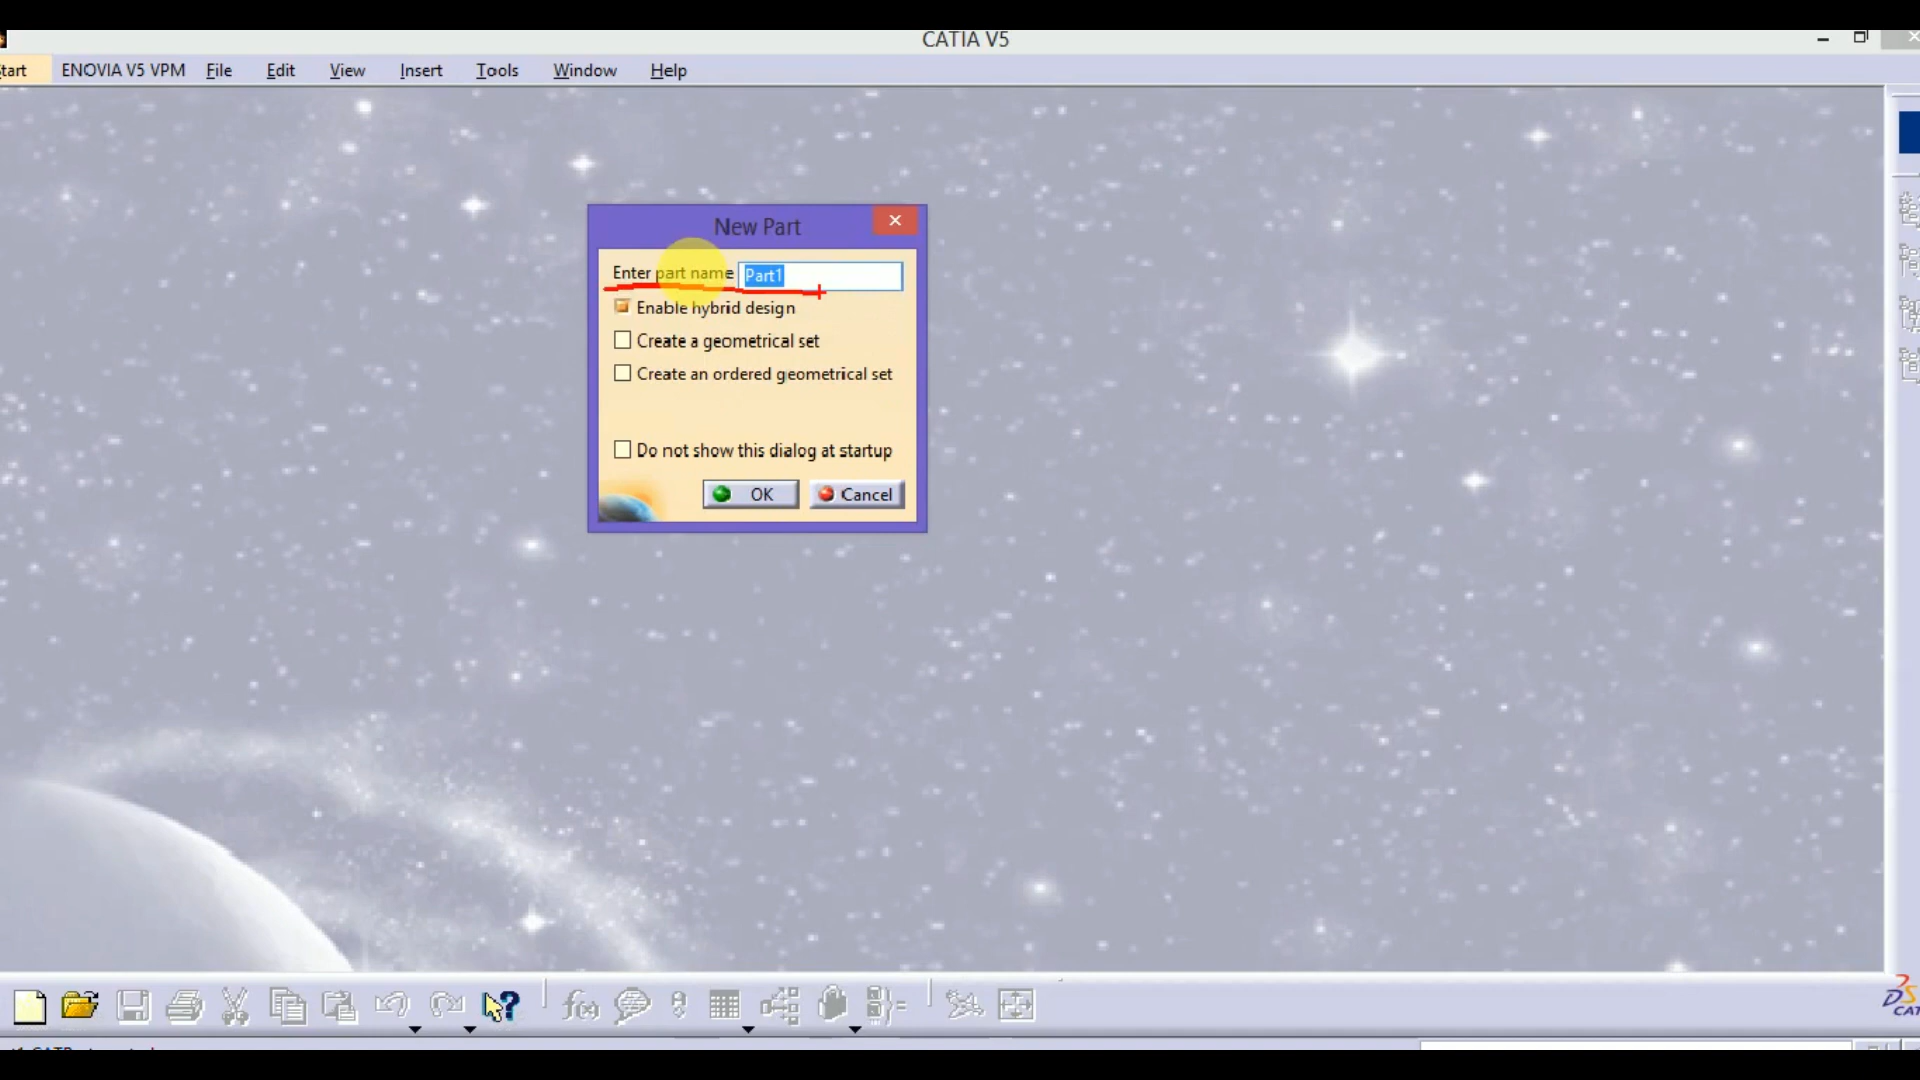 CATIA V5
Start ENOVIA V5 VPM File Edit View Insert Tools Window Help
New Part
Enter part name Part1
Enable hybrid design
Create a geometrical set
Create an ordered geometrical set
Do not show this dialog at startup
OK Cancel
f(x)